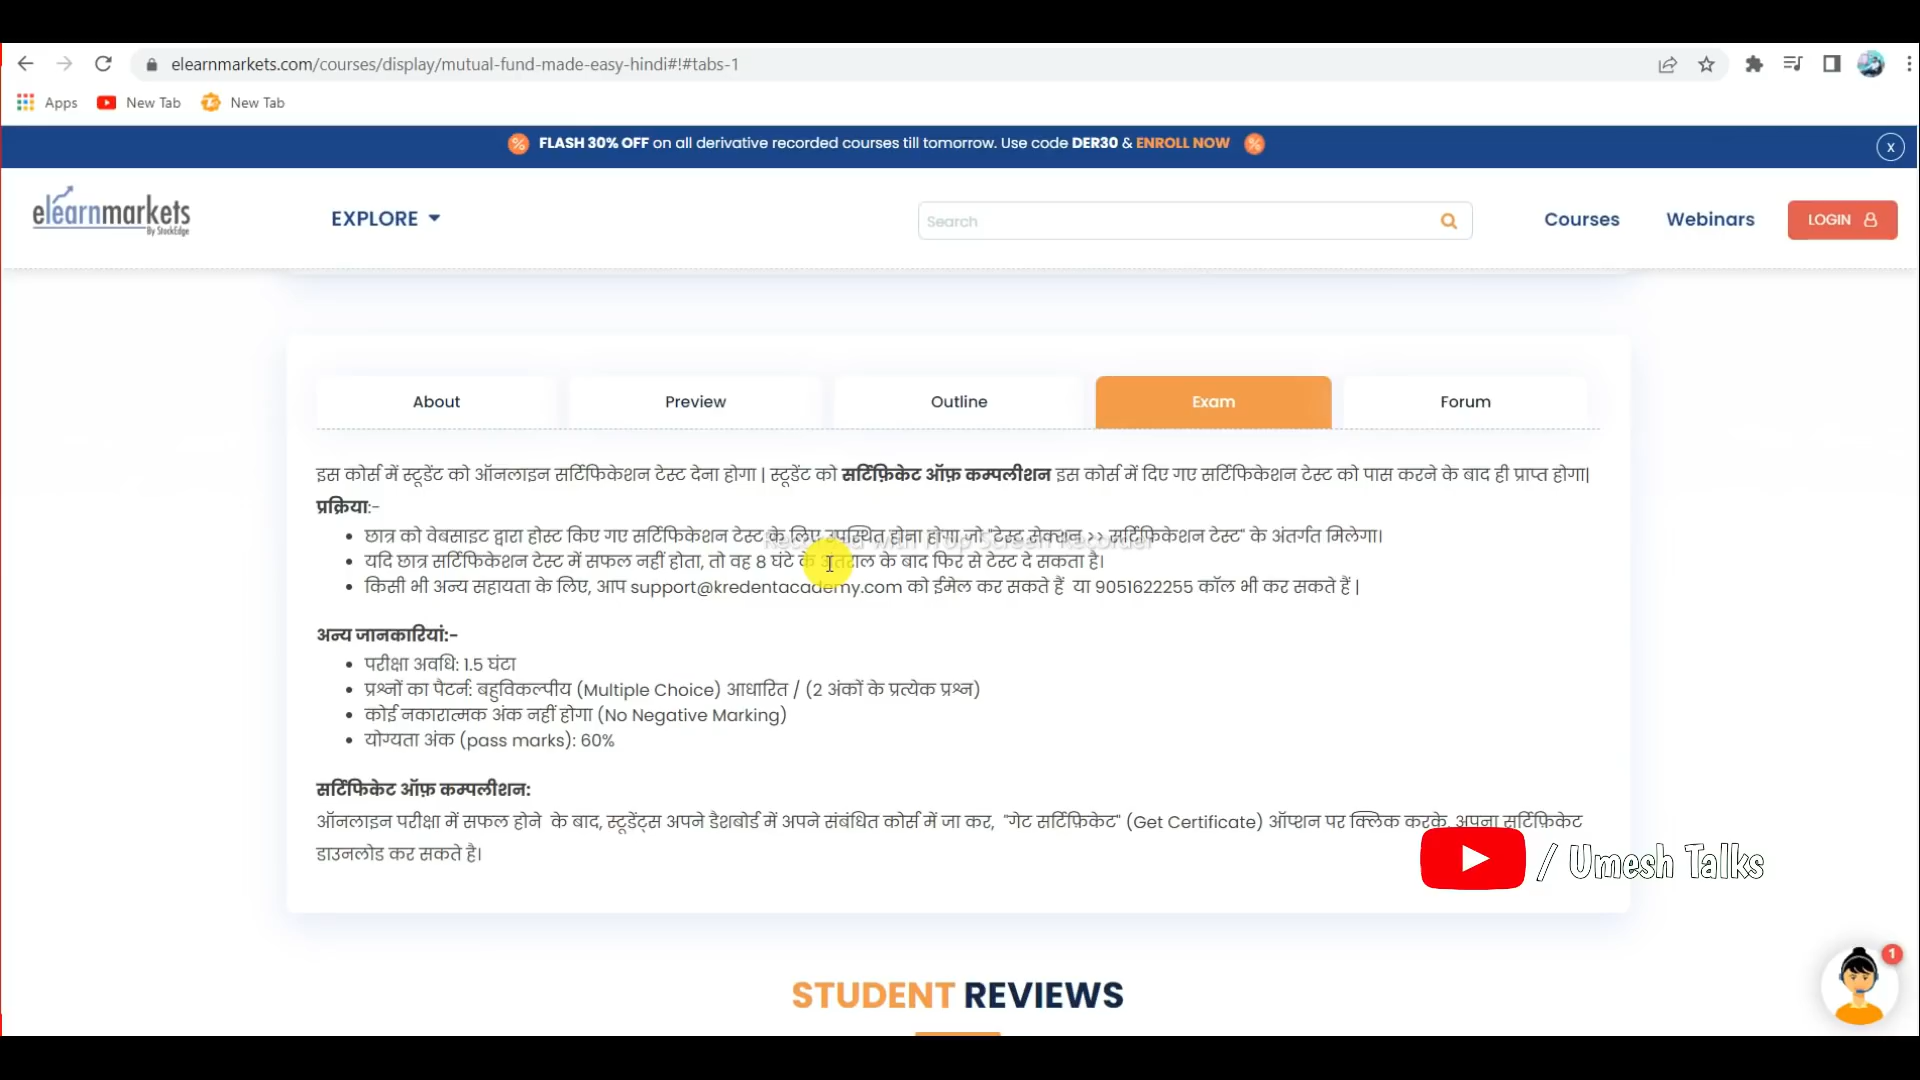 elearnmarkets.com/courses/display/mutual-fund-made-easy-hindi#!#tabs-1
Apps New Tab New Tab
FLASH 30% OFF on all derivative recorded courses till tomorrow. Use code DER30 & ENROLL NOW
x
elearnmarkets
By StockEdge
EXPLORE
Search
Courses
Webinars
LOGIN
About
Preview
Outline
Exam
Forum
इस कोर्स में स्टूडेंट को ऑनलाइन सर्टिफिकेशन टेस्ट देना होगा | स्टूडेंट को सर्टिफ़िकेट ऑफ़ कम्पलीशन इस कोर्स में दिए गए सर्टिफिकेशन टेस्ट को पास करने के बाद ही प्राप्त होगा|
प्रक्रिया:-
• छात्र को वेबसाइट द्वारा होस्ट किए गए सर्टिफिकेशन टेस्ट के लिए उपस्थित होना होगा जो "टेस्ट सेक्शन >> सर्टिफिकेशन टेस्ट" के अंतर्गत मिलेगा।
Recorded with iTop Screen Recorder
• यदि छात्र सर्टिफिकेशन टेस्ट में सफल नहीं होता, तो वह 8 घंटे के अंतराल के बाद फिर से टेस्ट दे सकता है।
• किसी भी अन्य सहायता के लिए, आप support@kredentacademy.com को ईमेल कर सकते हैं या 9051622255 कॉल भी कर सकते हैं |
अन्य जानकारियां:-
• परीक्षा अवधि: 1.5 घंटा
• प्रश्नों का पैटर्न: बहुविकल्पीय (Multiple Choice) आधारित / (2 अंकों के प्रत्येक प्रश्न)
• कोई नकारात्मक अंक नहीं होगा (No Negative Marking)
• योग्यता अंक (pass marks): 60%
सर्टिफिकेट ऑफ़ कम्पलीशन:
ऑनलाइन परीक्षा में सफल होने के बाद, स्टूडेंट्स अपने डैशबोर्ड में अपने संबंधित कोर्स में जा कर, "गेट सर्टिफ़िकेट" (Get Certificate) ऑप्शन पर क्लिक करके, अपना सर्टिफ़िकेट
डाउनलोड कर सकते है।
/ Umesh Talks
1
STUDENT REVIEWS